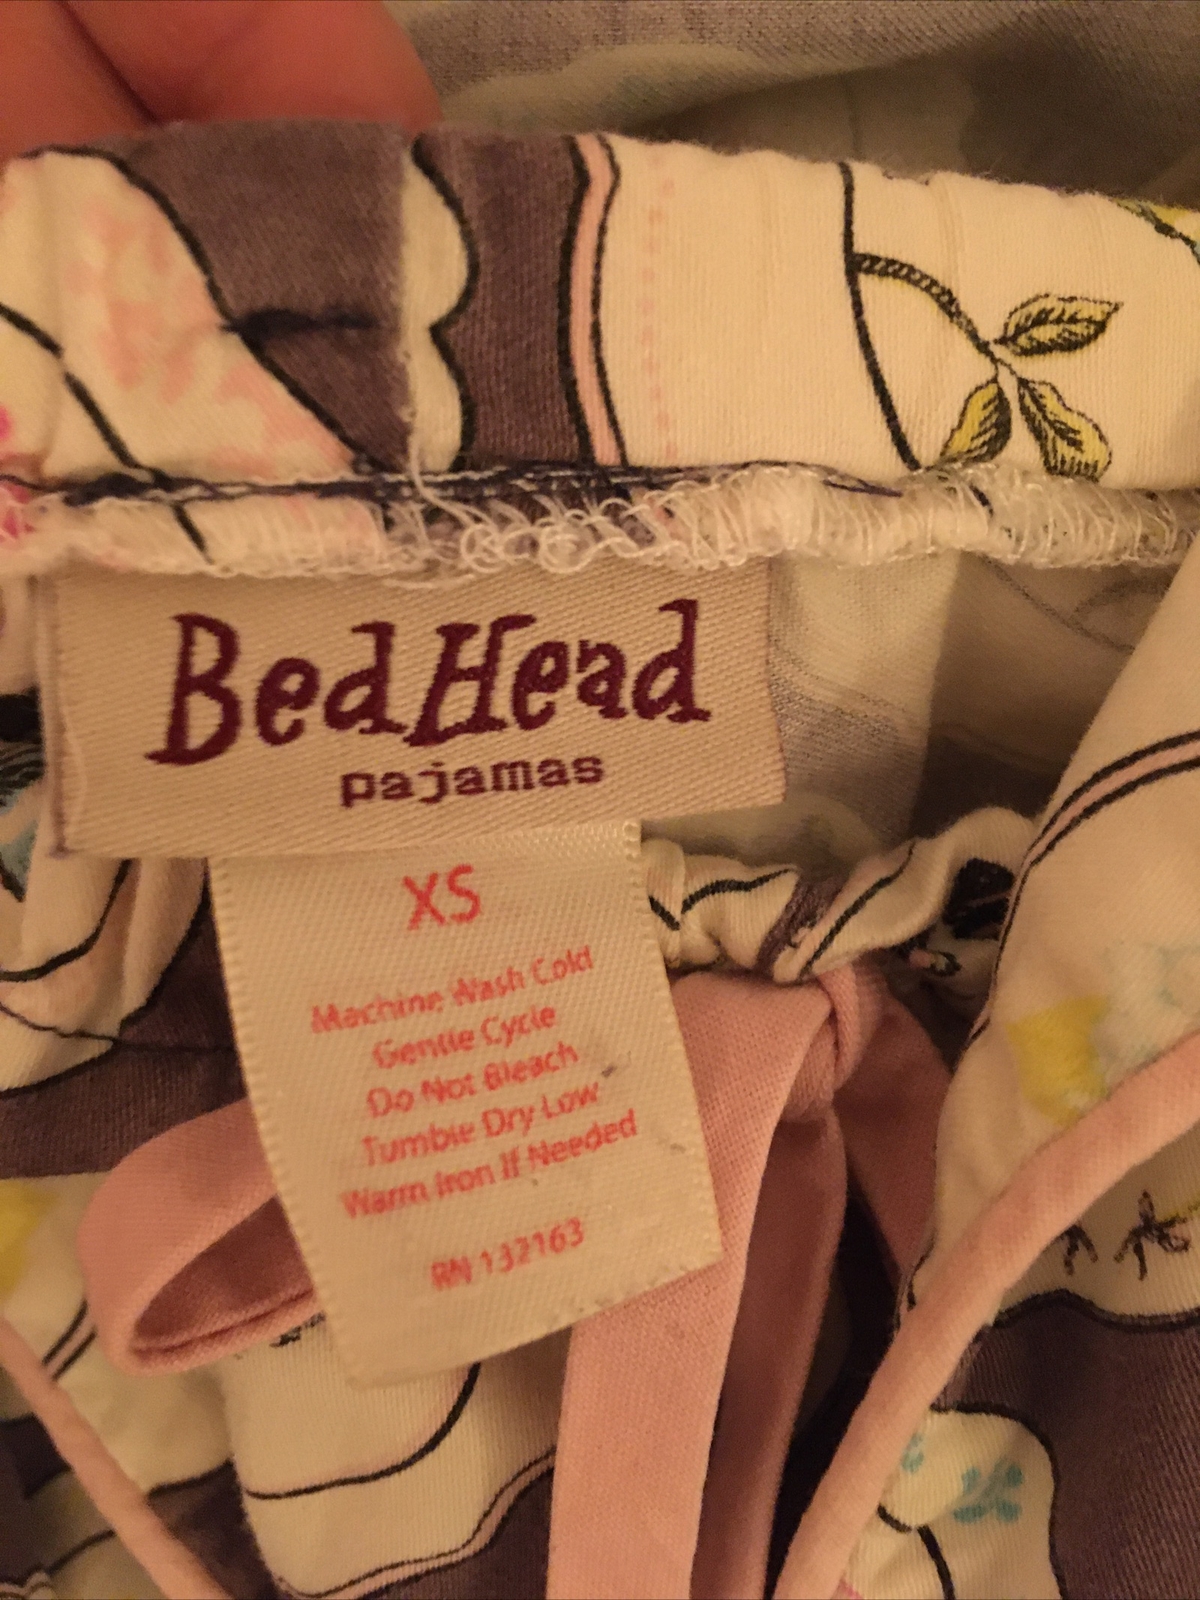 BedHead
pajamas
XS
Machine Wash Cold
Gentle Cycle
Do Not Bleach
Tumble Dry Low
Warm Iron If Needed
RN 132163